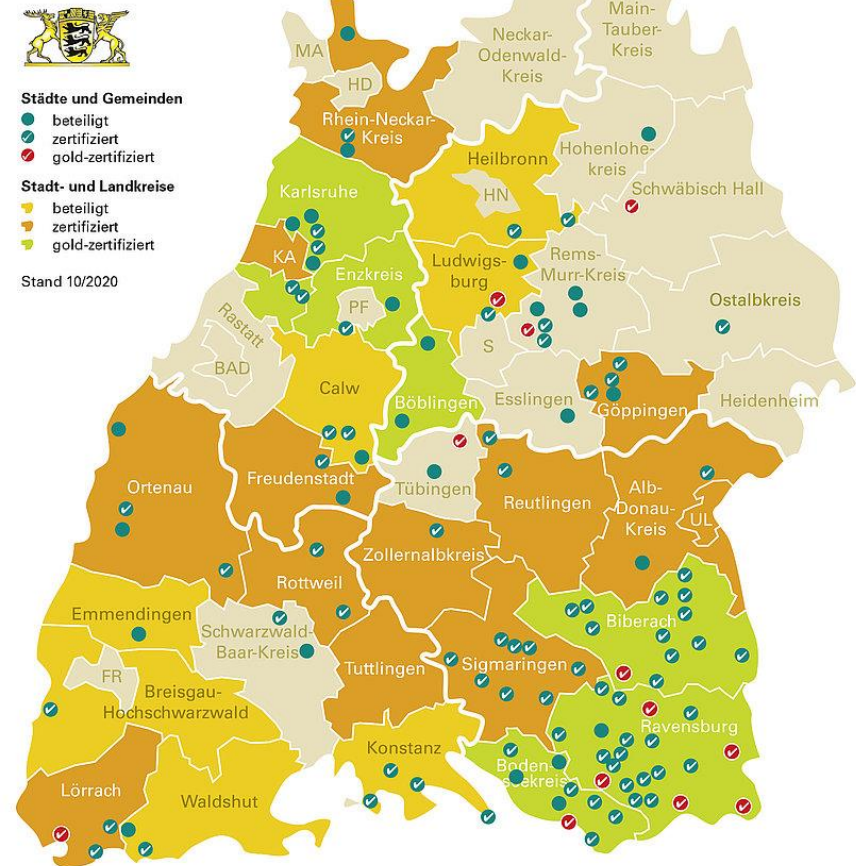 Städte und Gemeinden
beteiligt
zertifiziert
gold-zertifiziert
Stadt- und Landkreise
beteiligt
zertifiziert
gold-zertifiziert
Stand 10/2020
MA
HD
Rhein-Neckar-
Kreis
Neckar-
Odenwald-
Kreis
Main-
Tauber-
Kreis
Heilbronn
HN
Hohenlohe-
kreis
Schwäbisch Hall
Karlsruhe
KA
Enzkreis
PF
Ludwigs-
burg
Rems-
Murr-Kreis
Ostalbkreis
Rastatt
BAD
Calw
Böblingen
S
Esslingen
Göppingen
Heidenheim
Ortenau
Freudenstadt
Tübingen
Reutlingen
Alb-
Donau-
Kreis
UL
Zollernalbkreis
Rottweil
Emmendingen
Schwarzwald-
Baar-Kreis
Biberach
FR
Breisgau-
Hochschwarzwald
Tuttlingen
Sigmaringen
Konstanz
Ravensburg
Boden-
seekreis
Lörrach
Waldshut